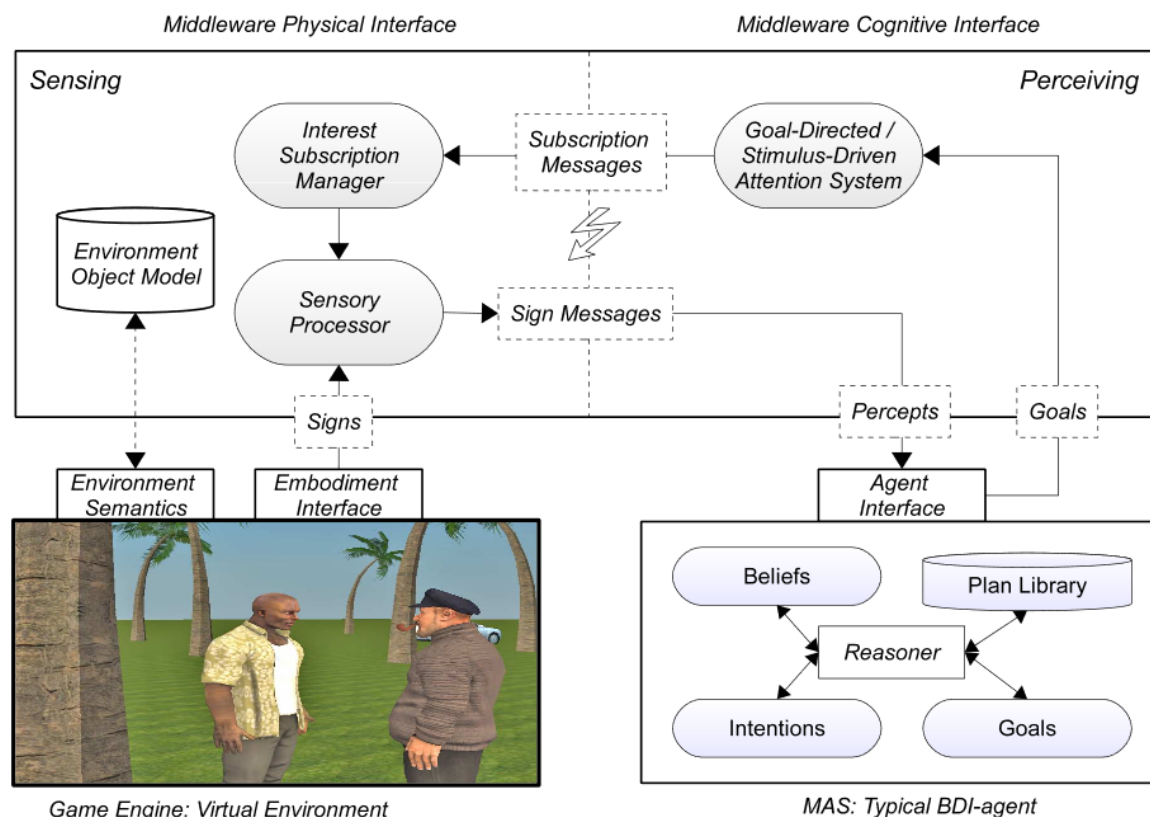 Middleware Physical Interface
Middleware Cognitive Interface
Sensing
Perceiving
Interest
Subscription
Manager
Subscription
Messages
Goal-Directed /
Stimulus-Driven
Attention System
Environment
Object Model
Sensory
Processor
Sign Messages
Signs
Percepts
Goals
Environment
Semantics
Embodiment
Interface
Agent
Interface
Beliefs
Plan Library
Reasoner
Intentions
Goals
Game Engine: Virtual Environment
MAS: Typical BDI-agent